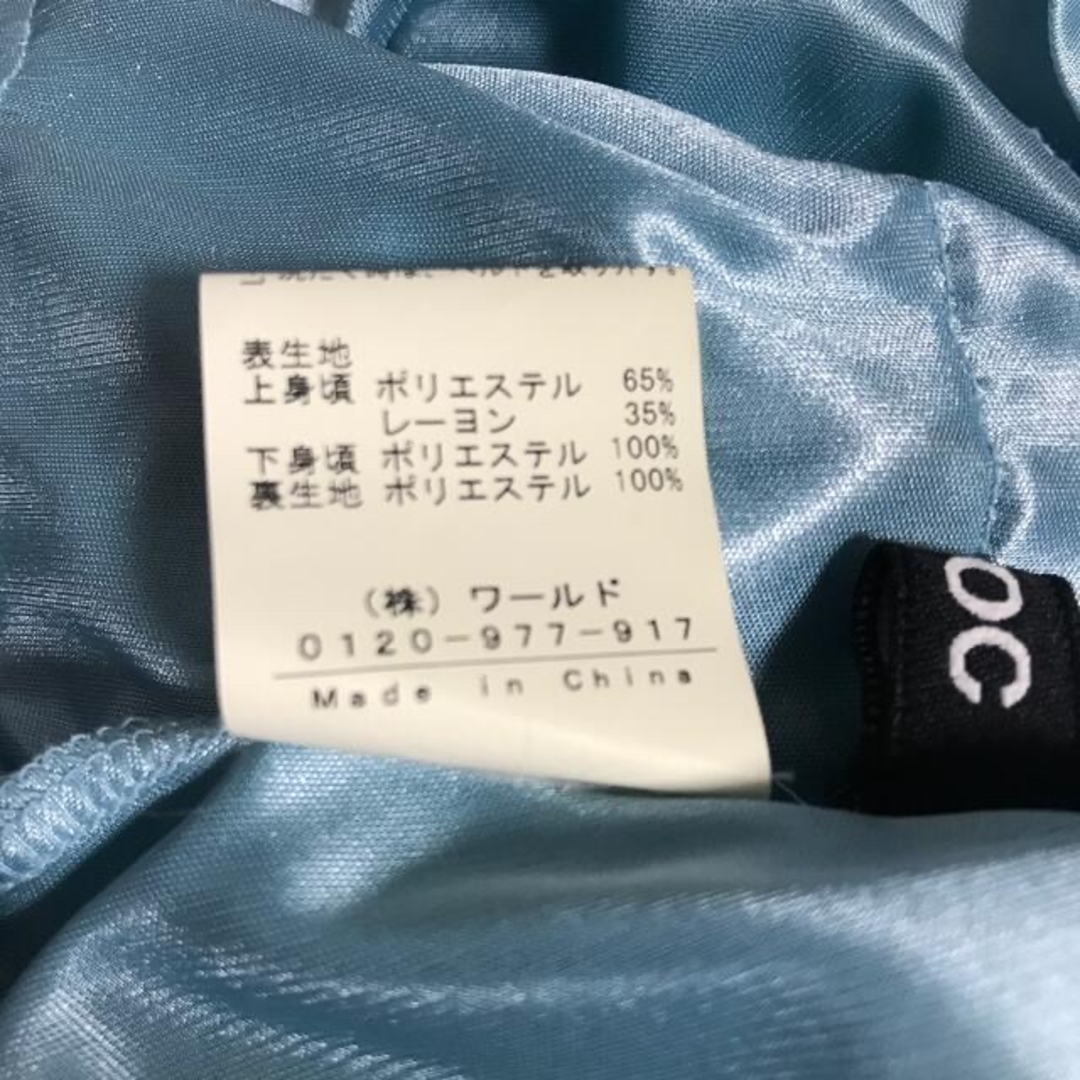 表生地
上身頃 ポリエステル 65%
レーヨン 35%
下身頃 ポリエステル 100%
裏生地 ポリエステル 100%
(株) ワールド
0120-977-917
Made in China
OC